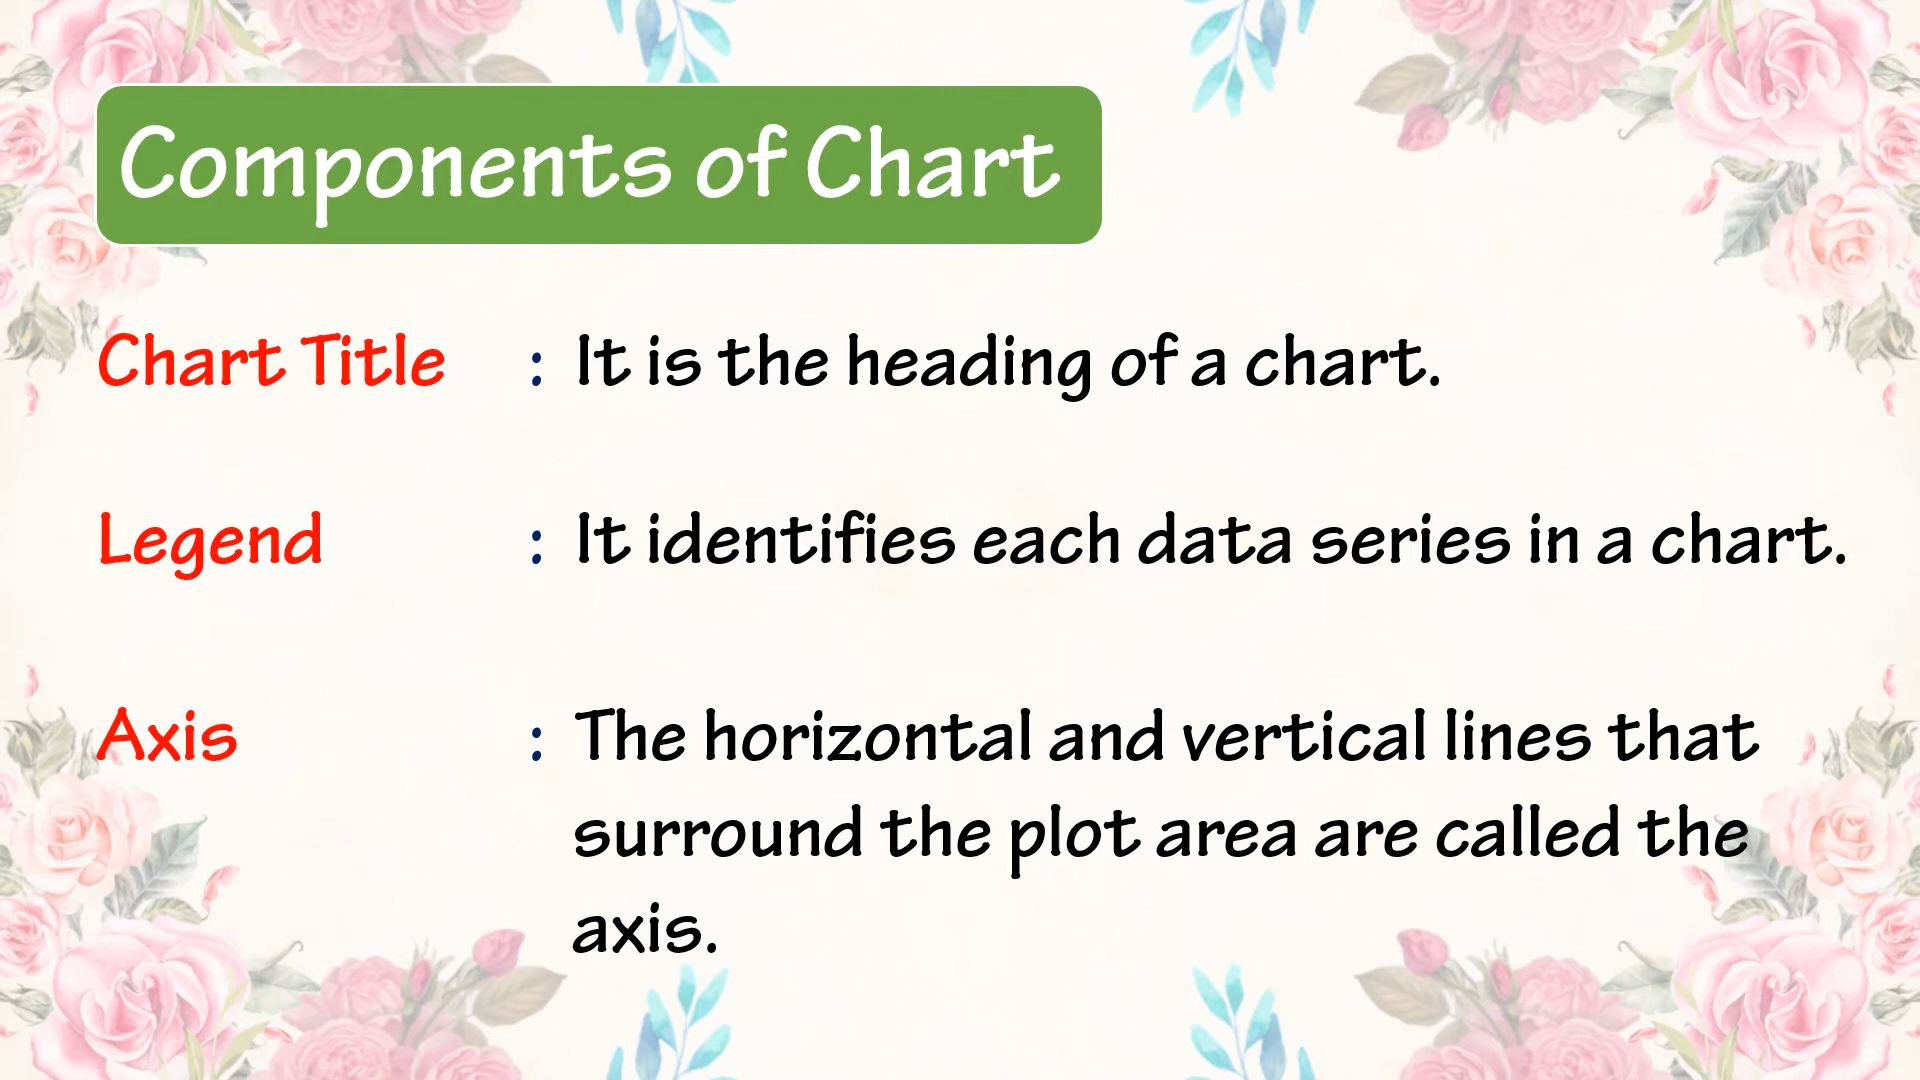 Components of Chart
Chart Title : It is the heading of a chart.
Legend : It identifies each data series in a chart.
Axis : The horizontal and vertical lines that
surround the plot area are called the
axis.